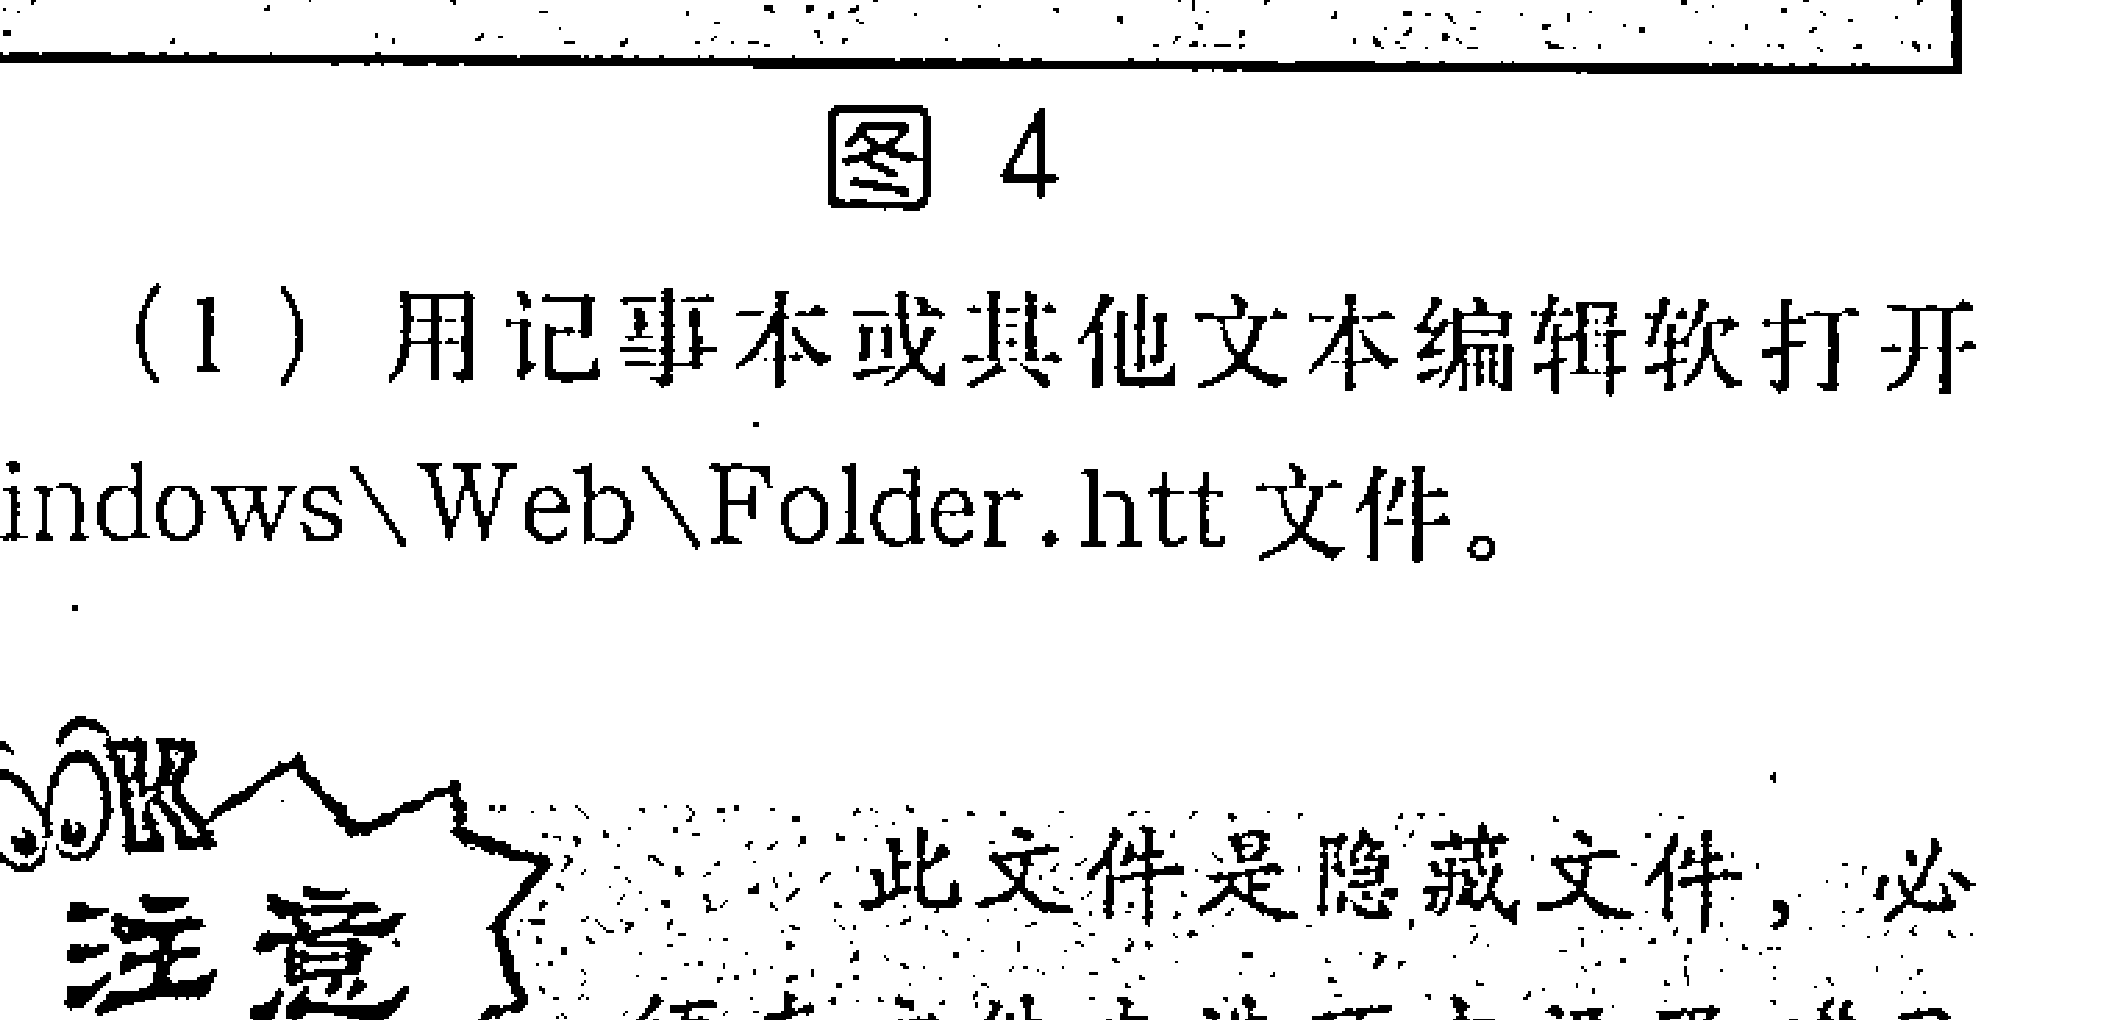 图 4
（1）用记事本或其他文本编辑软打开
indows\Web\Folder.htt 文件。
OOK
注意
此文件是隐藏文件，必